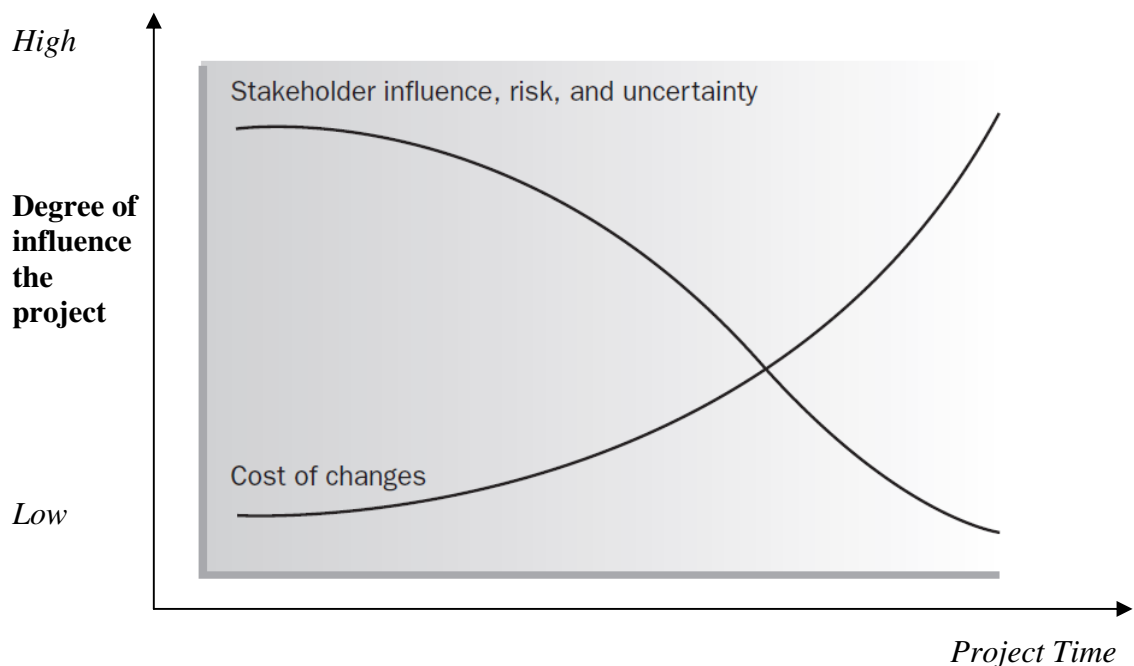 High
Stakeholder influence, risk, and uncertainty
Degree of
influence
the
project
Cost of changes
Low
Project Time